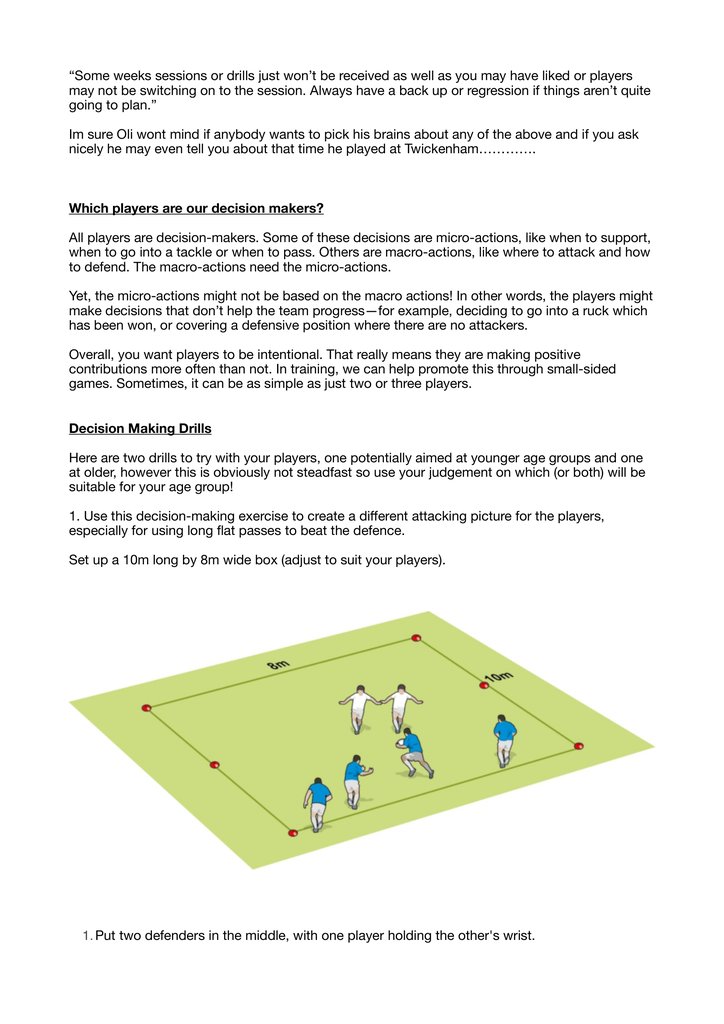 “Some weeks sessions or drills just won’t be received as well as you may have liked or players
may not be switching on to the session. Always have a back up or regression if things aren’t quite
going to plan.”
Im sure Oli wont mind if anybody wants to pick his brains about any of the above and if you ask
nicely he may even tell you about that time he played at Twickenham………….
Which players are our decision makers?
All players are decision-makers. Some of these decisions are micro-actions, like when to support,
when to go into a tackle or when to pass. Others are macro-actions, like where to attack and how
to defend. The macro-actions need the micro-actions.
Yet, the micro-actions might not be based on the macro actions! In other words, the players might
make decisions that don’t help the team progress—for example, deciding to go into a ruck which
has been won, or covering a defensive position where there are no attackers.
Overall, you want players to be intentional. That really means they are making positive
contributions more often than not. In training, we can help promote this through small-sided
games. Sometimes, it can be as simple as just two or three players.
Decision Making Drills
Here are two drills to try with your players, one potentially aimed at younger age groups and one
at older, however this is obviously not steadfast so use your judgement on which (or both) will be
suitable for your age group!
1. Use this decision-making exercise to create a different attacking picture for the players,
especially for using long flat passes to beat the defence.
Set up a 10m long by 8m wide box (adjust to suit your players).
8m
10m
1. Put two defenders in the middle, with one player holding the other's wrist.